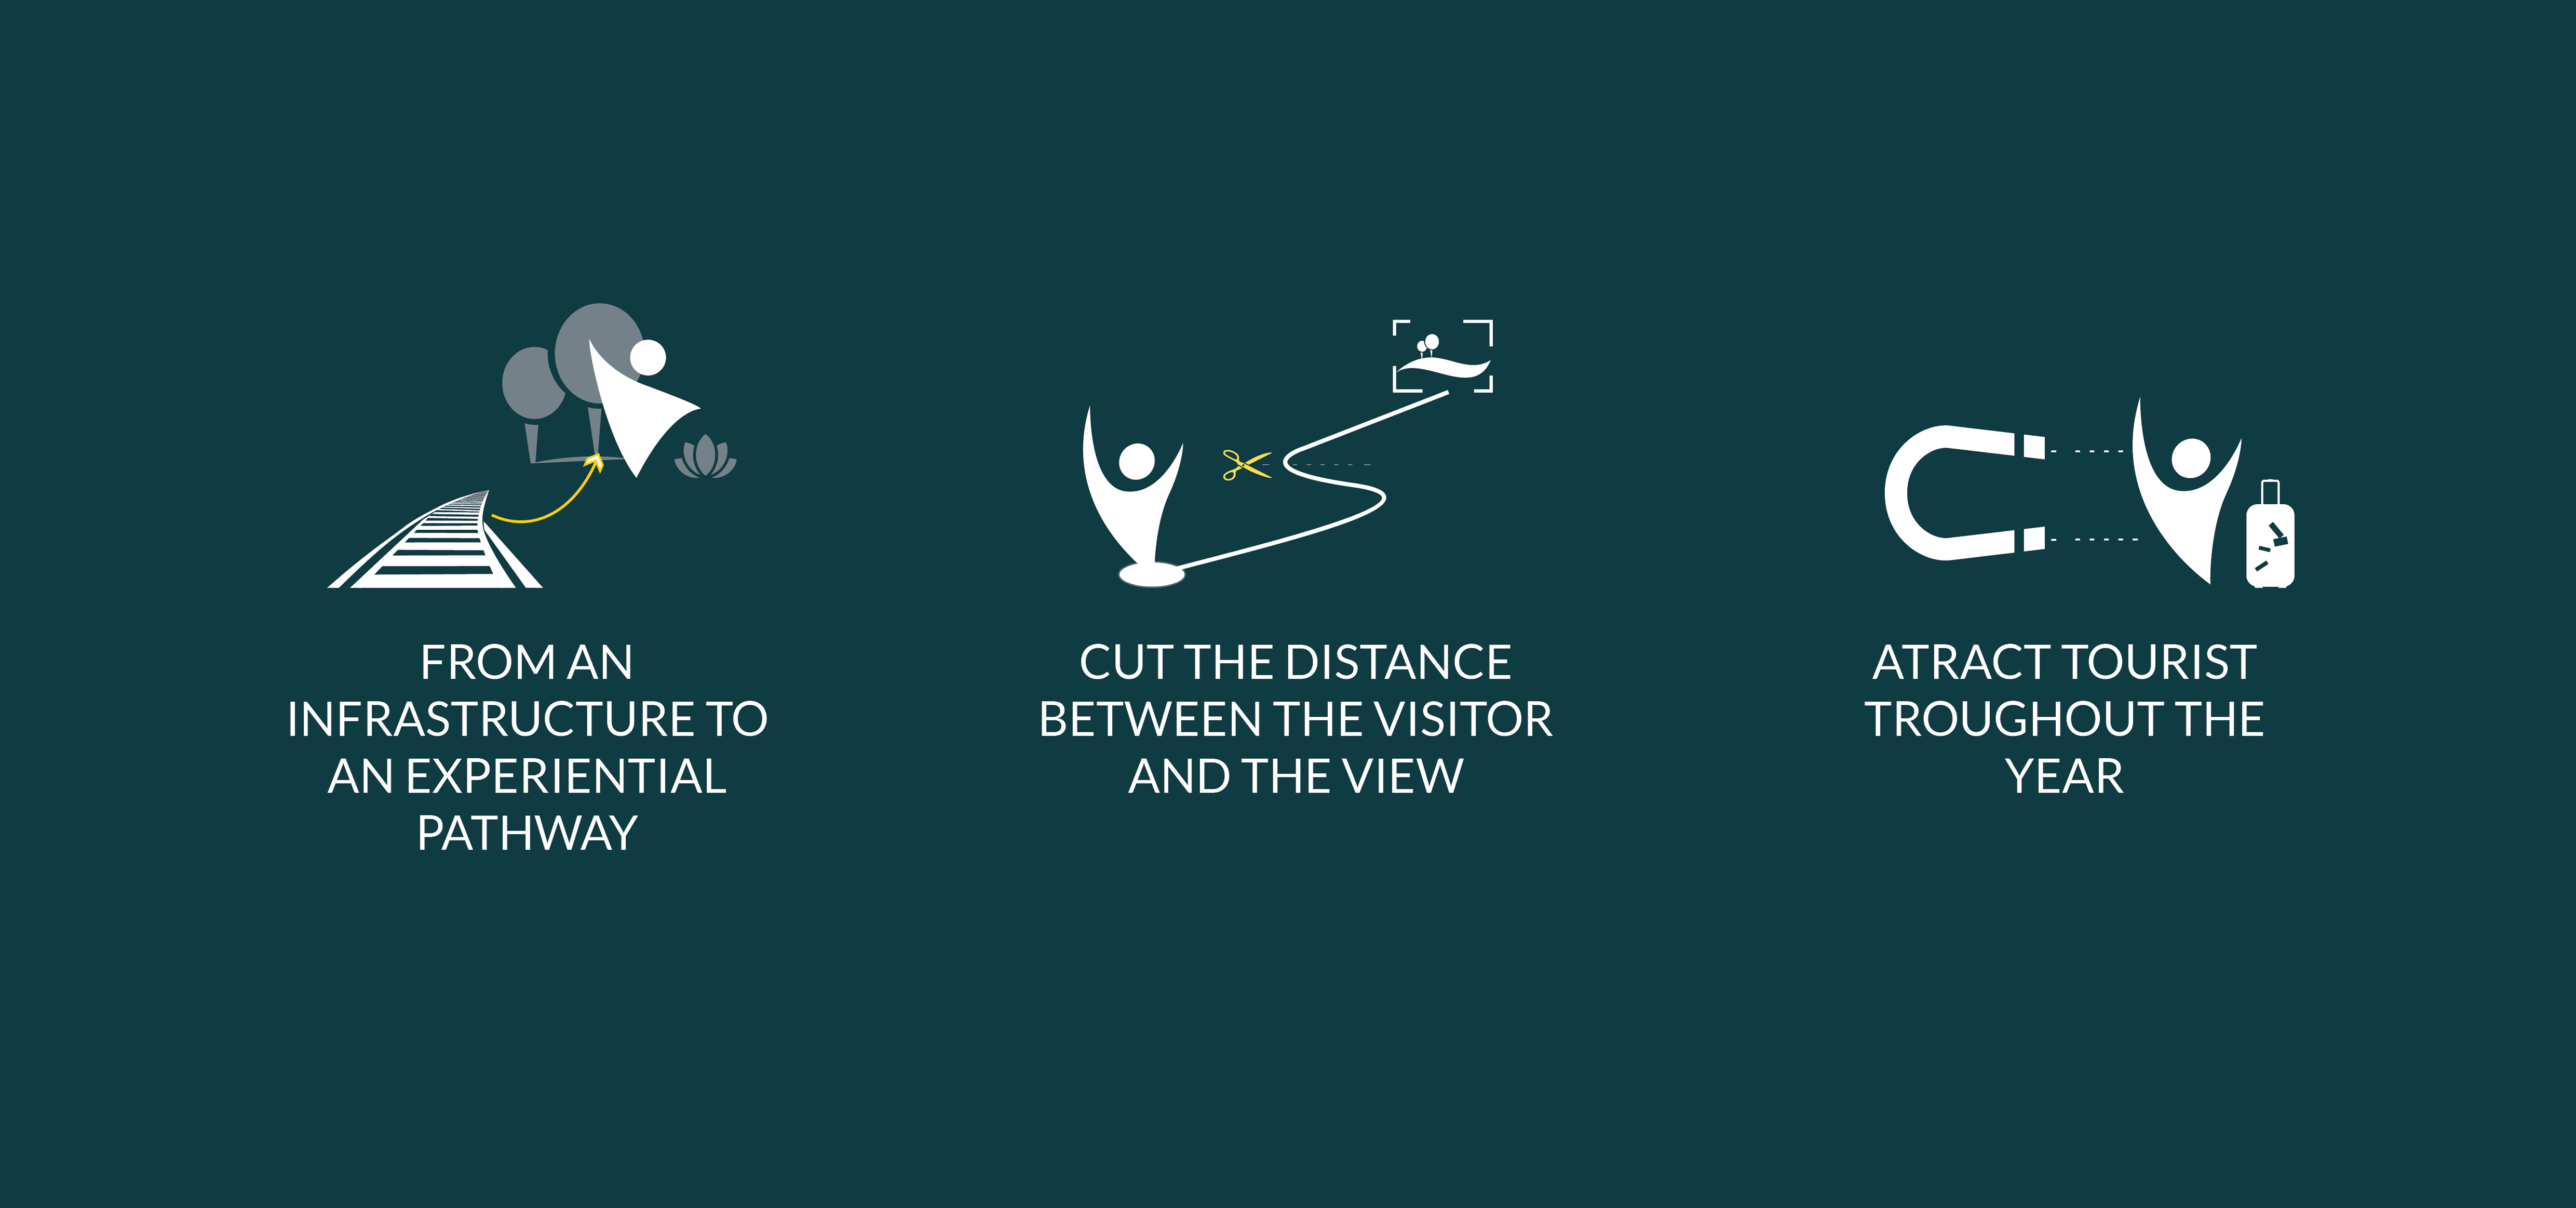 FROM AN
INFRASTRUCTURE TO
AN EXPERIENTIAL
PATHWAY
CUT THE DISTANCE
BETWEEN THE VISITOR
AND THE VIEW
ATRACT TOURIST
TROUGHOUT THE
YEAR